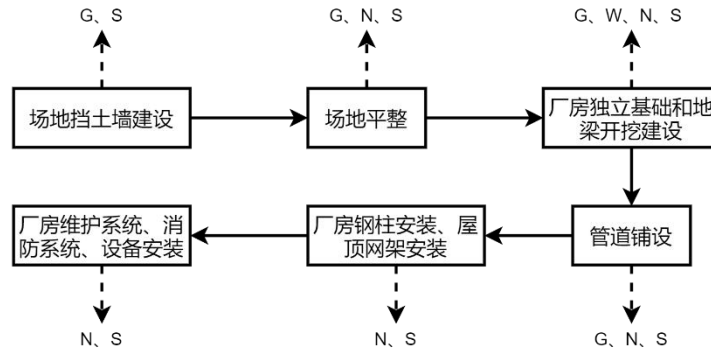 G、S
G、N、S
G、W、N、S
场地挡土墙建设
场地平整
厂房独立基础和地
梁开挖建设
厂房维护系统、消
防系统、设备安装
厂房钢柱安装、屋
顶网架安装
管道铺设
N、S
N、S
G、N、S